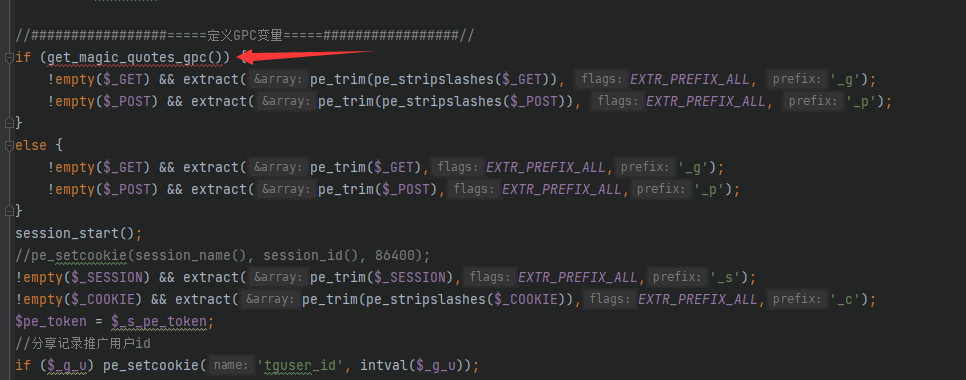 //#################=====定义GPC变量=====#################//
if (get_magic_quotes_gpc()) {
!empty($_GET) && extract( &array: pe_trim(pe_stripslashes($_GET)), flags: EXTR_PREFIX_ALL, prefix: '_g');
!empty($_POST) && extract( &array: pe_trim(pe_stripslashes($_POST)), flags: EXTR_PREFIX_ALL, prefix: '_p');
}
else {
!empty($_GET) && extract( &array: pe_trim($_GET), flags: EXTR_PREFIX_ALL, prefix: '_g');
!empty($_POST) && extract( &array: pe_trim($_POST), flags: EXTR_PREFIX_ALL, prefix: '_p');
}
session_start();
//pe_setcookie(session_name(), session_id(), 86400);
!empty($_SESSION) && extract( &array: pe_trim($_SESSION), flags: EXTR_PREFIX_ALL, prefix: '_s');
!empty($_COOKIE) && extract( &array: pe_trim(pe_stripslashes($_COOKIE)), flags: EXTR_PREFIX_ALL, prefix: '_c');
$pe_token = $_s_pe_token;
//分享记录推广用户id
if ($_g_u) pe_setcookie( name: 'tguser_id', intval($_g_u));